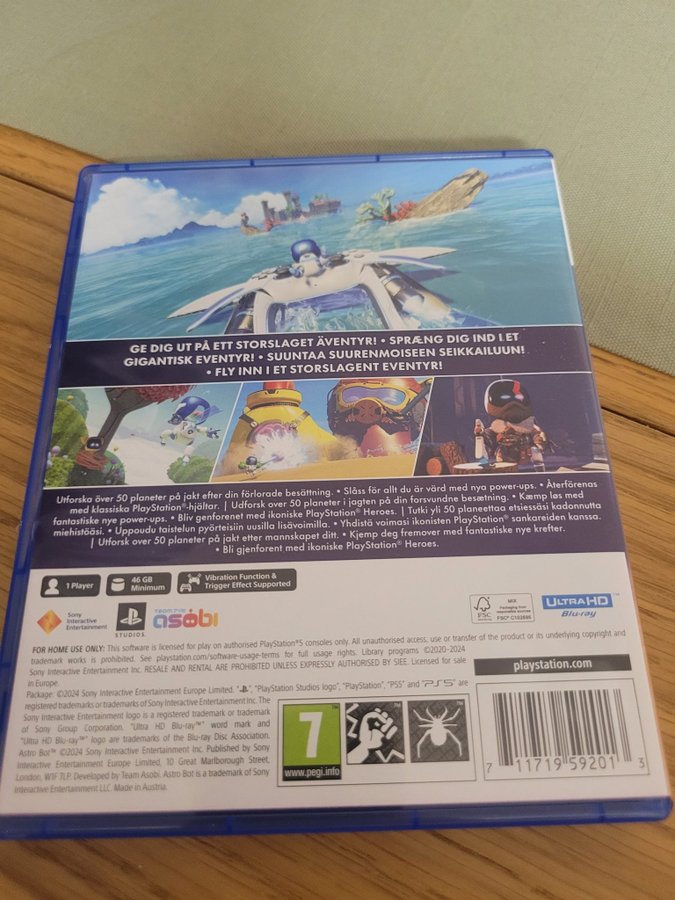 GE DIG UT PÅ ETT STORSLAGET ÄVENTYR! • SPRÆNG DIG IND I ET
GIGANTISK EVENTYR! • SUUNTAA SUURENMOISEEN SEIKKAILUUN!
• FLY INN I ET STORSLAGENT EVENTYR!
Utforska över 50 planeter på jakt efter din förlorade besättning. • Slåss för allt du är värd med nya power-ups. • Återförenas
med klassiska PlayStation®-hjältar. | Udforsk over 50 planeter i jagten på din forsvundne besætning. • Kæmp løs med
fantastiske nye power-ups. • Bliv genforenet med ikoniske PlayStation® Heroes. | Tutki yli 50 planeettaa etsiessäsi kadonnutta
miehistöäsi. • Uppoudu taistelun pyörteisiin uusilla lisävoimilla. • Yhdistä voimasi ikonisten PlayStation® sankareiden kanssa.
| Utforsk over 50 planeter på jakt etter mannskapet ditt. • Kjemp deg fremover med fantastiske nye krefter.
• Bli gjenforent med ikoniske PlayStation® Heroes.
1 Player
46 GB
Minimum
Vibration Function &
Trigger Effect Supported
Sony
Interactive
Entertainment
STUDIOS
TEAM
asobi
FSC
MIX
Packaging from
responsible sources
ULTRA HD
Blu-ray
FOR HOME USE ONLY: This software is licensed for play on authorised PlayStation®5 consoles only. All unauthorised access, use or transfer of the product or its underlying copyright and
trademark works is prohibited. See playstation.com/software-usage-terms for full usage rights. Library programs ©2020-2024
Sony Interactive Entertainment Inc. RESALE AND RENTAL ARE PROHIBITED UNLESS EXPRESSLY AUTHORISED BY SIEE. Licensed for sale
in Europe.
playstation.com
Package: ©2024 Sony Interactive Entertainment Europe Limited. "PlayStation Studios logo", "PlayStation", "PS5" and "PS5" are
registered trademarks or trademarks of Sony Interactive Entertainment Inc. The
Sony Interactive Entertainment logo is a registered trademark or trademark
of Sony Group Corporation. "Ultra HD Blu-ray™" word mark and
"Ultra HD Blu-ray™" logo are trademarks of the Blu-ray Disc Association.
Astro Bot™ ©2024 Sony Interactive Entertainment Inc. Published by Sony
Interactive Entertainment Europe Limited, 10 Great Marlborough Street,
London, W1F 7LP. Developed by Team Asobi. Astro Bot is a trademark of Sony
Interactive Entertainment LLC. Made in Austria.
7
www.pegi.info
7 11719 59201 3